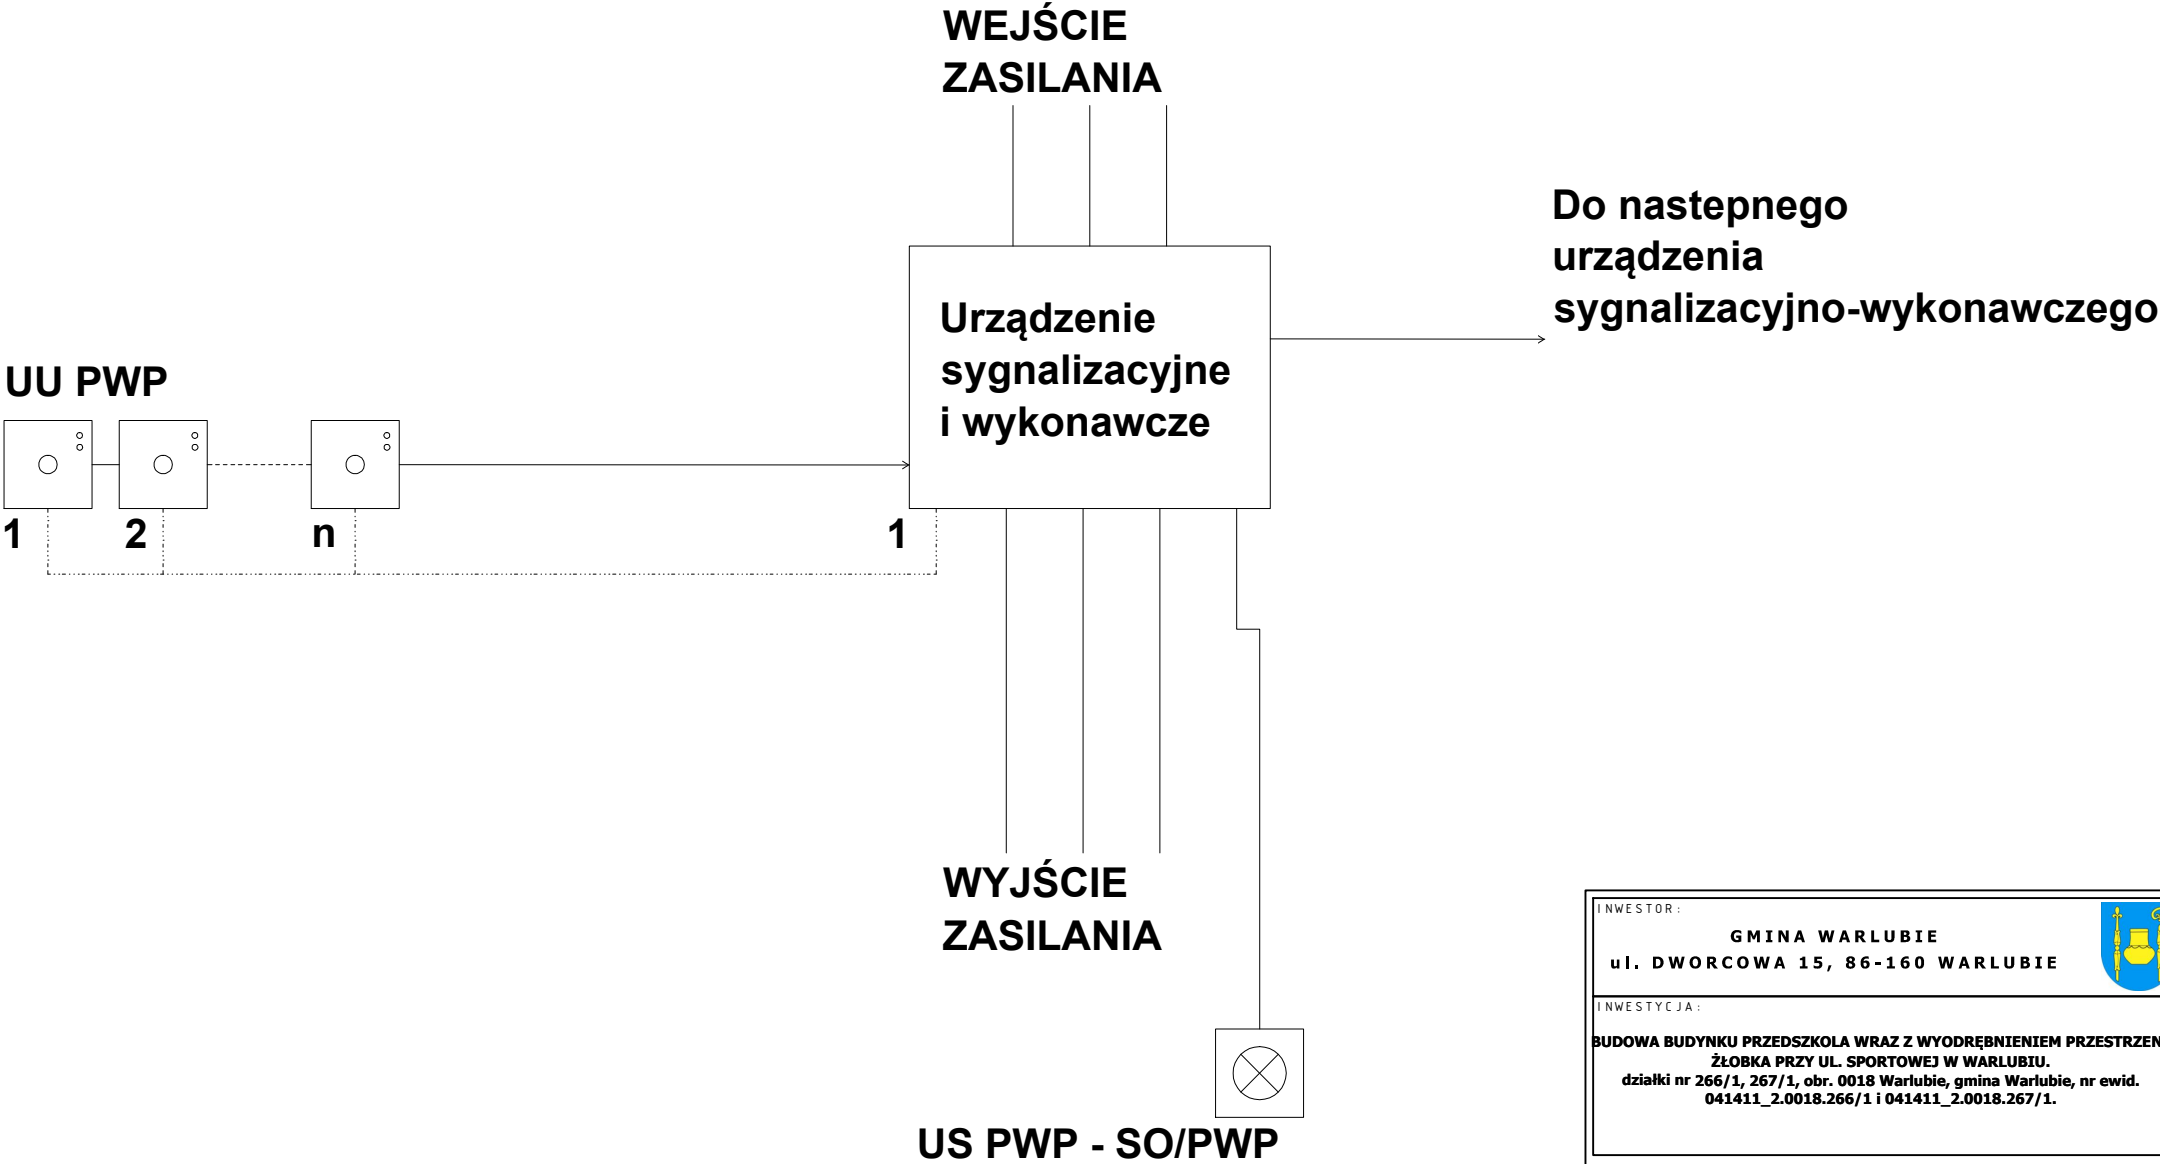 WEJŚCIE
ZASILANIA
Do nastepnego
urządzenia
sygnalizacyjno-wykonawczego
Urządzenie
sygnalizacyjne
i wykonawcze
UU PWP
1
2
n
1
WYJŚCIE
ZASILANIA
US PWP - SO/PWP
INWESTOR:
GMINA WARLUBIE
ul. DWORCOWA 15, 86-160 WARLUBIE
INWESTYCJA:
BUDOWA BUDYNKU PRZEDSZKOLA WRAZ Z WYODRĘBNIENIEM PRZESTRZEN
ŻŁOBKA PRZY UL. SPORTOWEJ W WARLUBIU.
działki nr 266/1, 267/1, obr. 0018 Warlubie, gmina Warlubie, nr ewid.
041411_2.0018.266/1 i 041411_2.0018.267/1.